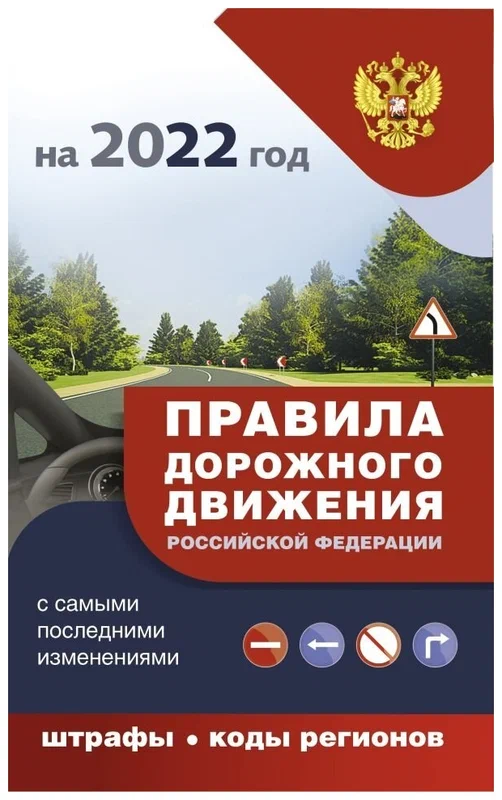 на 2022 год
ПРАВИЛА
ДОРОЖНОГО
ДВИЖЕНИЯ
РОССИЙСКОЙ ФЕДЕРАЦИИ
с самыми
последними
изменениями
штрафы • коды регионов